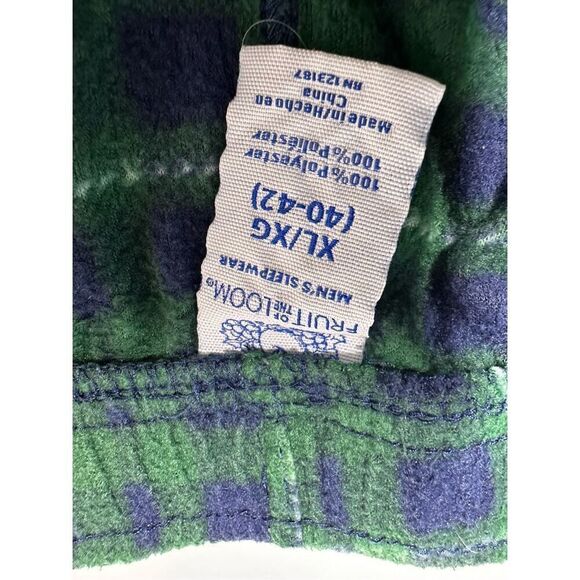 FRUIT OF THE LOOM®
MEN'S SLEEPWEAR
XL/XG
(40-42)
100% Polyester
100% Poliéster
Made in/Hecho en
China
RN 123187